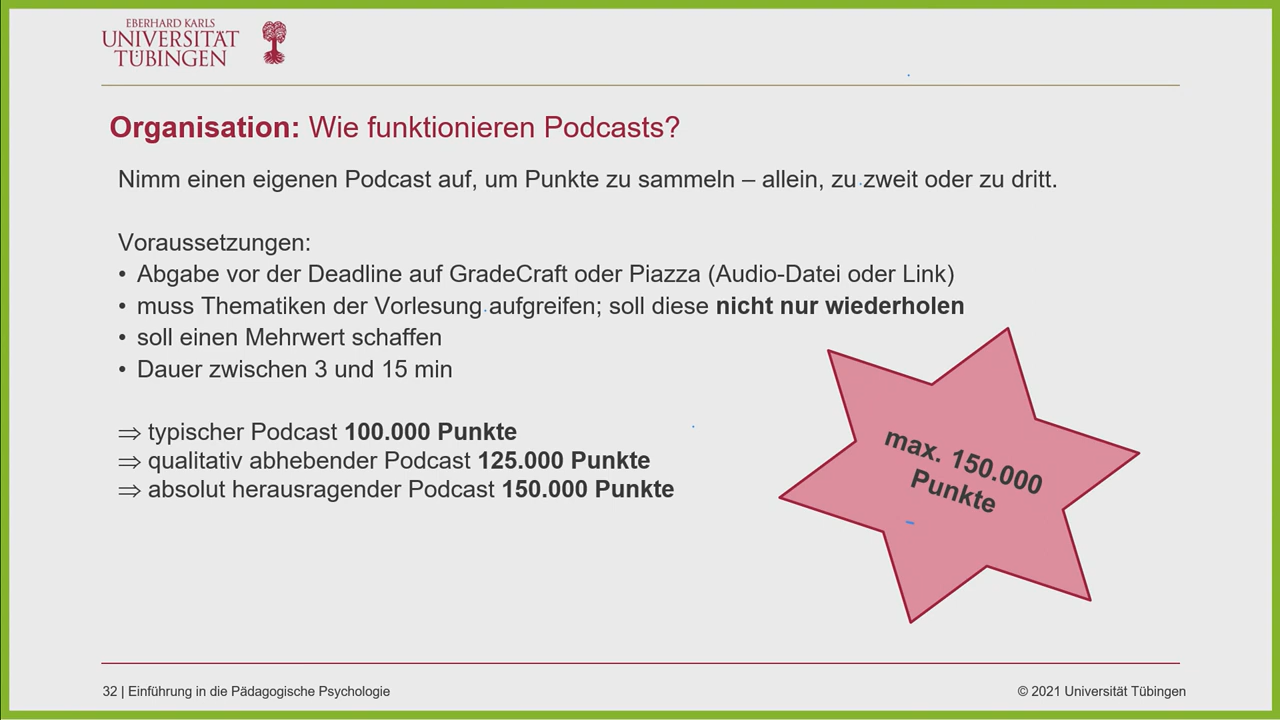 EBERHARD KARLS
UNIVERSITÄT
TÜBINGEN
Organisation: Wie funktionieren Podcasts?
Nimm einen eigenen Podcast auf, um Punkte zu sammeln – allein, zu zweit oder zu dritt.
Voraussetzungen:
• Abgabe vor der Deadline auf GradeCraft oder Piazza (Audio-Datei oder Link)
• muss Thematiken der Vorlesung aufgreifen; soll diese nicht nur wiederholen
• soll einen Mehrwert schaffen
• Dauer zwischen 3 und 15 min
⇒ typischer Podcast 100.000 Punkte
⇒ qualitativ abhebender Podcast 125.000 Punkte
⇒ absolut herausragender Podcast 150.000 Punkte
max. 150.000
Punkte
32 | Einführung in die Pädagogische Psychologie
© 2021 Universität Tübingen